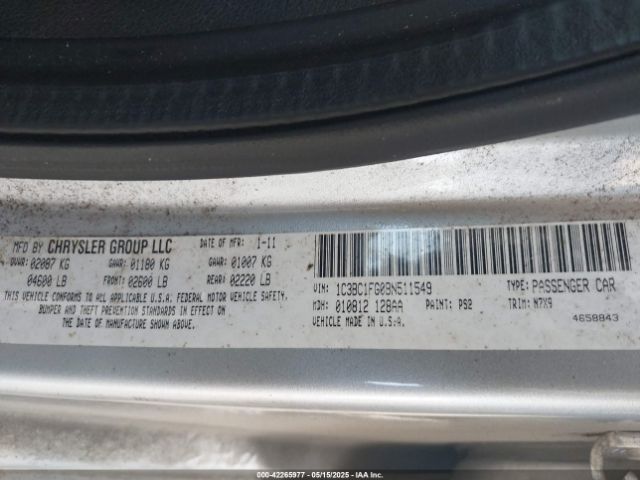 MFD BY CHRYSLER GROUP LLC DATE OF MFR: 1-11
GVWR: 02087 KG GAWR: 01180 KG GAWR: 01007 KG
04600 LB FRONT: 02600 LB REAR: 02220 LB
THIS VEHICLE CONFORMS TO ALL APPLICABLE U.S.A. FEDERAL MOTOR VEHICLE SAFETY,
BUMPER AND THEFT PREVENTION STANDARDS IN EFFECT ON
THE DATE OF MANUFACTURE SHOWN ABOVE.
VIN: 1C3BC1FG0BN511549 TYPE: PASSENGER CAR
MDH: 010812 128AA PAINT: PS2 TRIM: N7X9
VEHICLE MADE IN U.S.A. 4658843
000-42265977 - 05/15/2025 - IAA Inc.